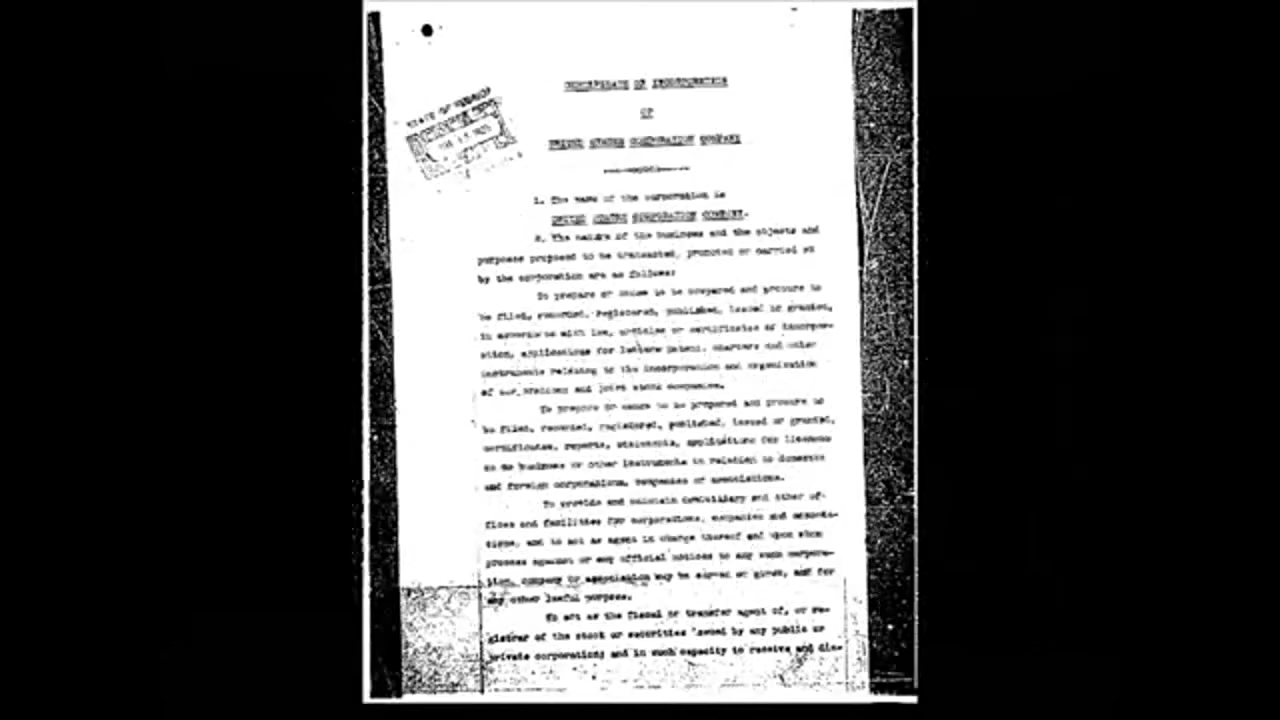 CERTIFICATE OF INCORPORATION
OF
UNITED STATES CORPORATION COMPANY
STATE OF
1. The name of the corporation is
UNITED STATES CORPORATION COMPANY.
2. The nature of the business and the objects and
purposes proposed to be transacted, promoted or carried on
by the corporation are as follows:
To prepare or cause to be prepared and procure to
be filed, recorded, registered, published, issued or granted,
in accordance with law, articles or certificates of incorpor-
ation, applications for letters patent, charters and other
instruments relating to the incorporation and organization
of corporations and joint stock companies.
To prepare or cause to be prepared and procure to
be filed, recorded, registered, published, issued or granted,
certificates, reports, statements, applications for licenses
to do business or other instruments in relation to domestic
and foreign corporations, companies or associations.
To provide and maintain domiciliary and other of-
fices and facilities for corporations, companies and associa-
tions, and to act as agent in charge thereof and upon whom
process against or any official notices to any such corpora-
tion, company or association may be served or given, and for
any other lawful purpose.
To act as the fiscal or transfer agent of, or re-
gistrar of the stock or securities issued by any public or
private corporation; and in such capacity to receive and dis-